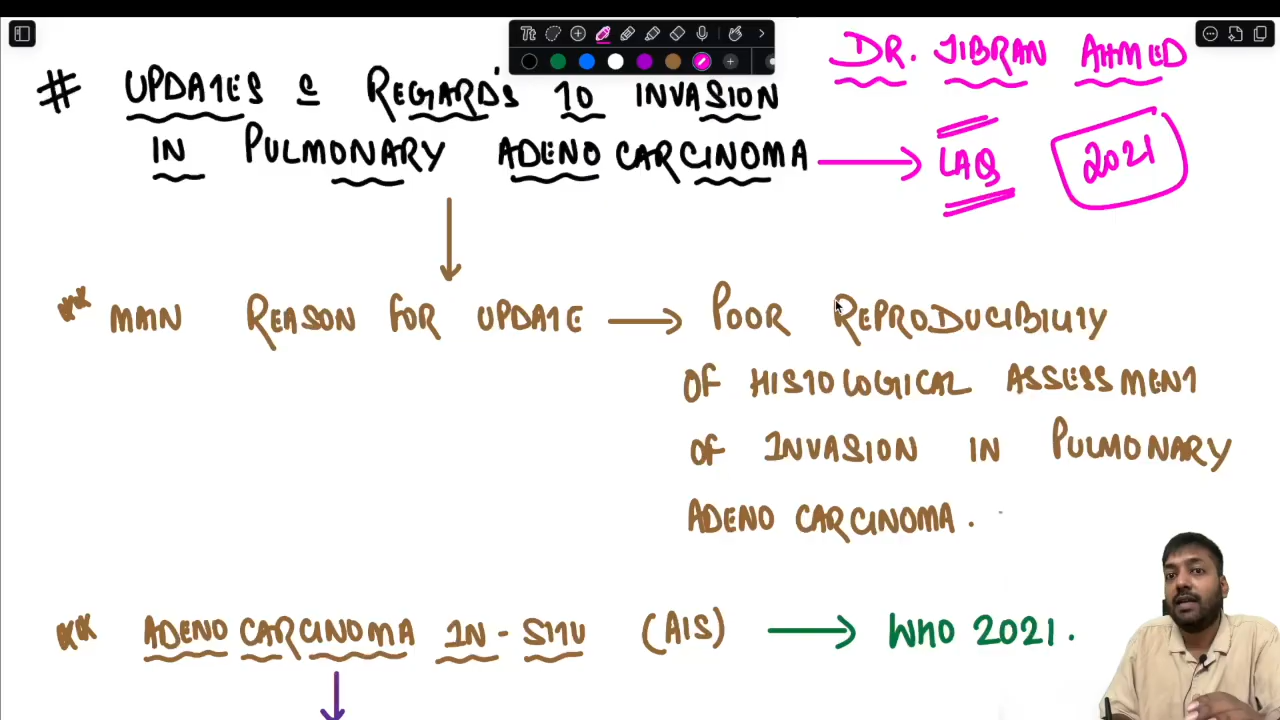 DR. JIBRAN AHMED
# UPDATES c REGARD'S TO INVASION
IN PULMONARY ADENO CARCINOMA → LAQ 2021
** MAIN REASON FOR UPDATE → POOR REPRODUCIBILITY
OF HISTOLOGICAL ASSESSMENT
OF INVASION IN PULMONARY
ADENO CARCINOMA.
** ADENO CARCINOMA IN-SITU (AIS) → WHO 2021.